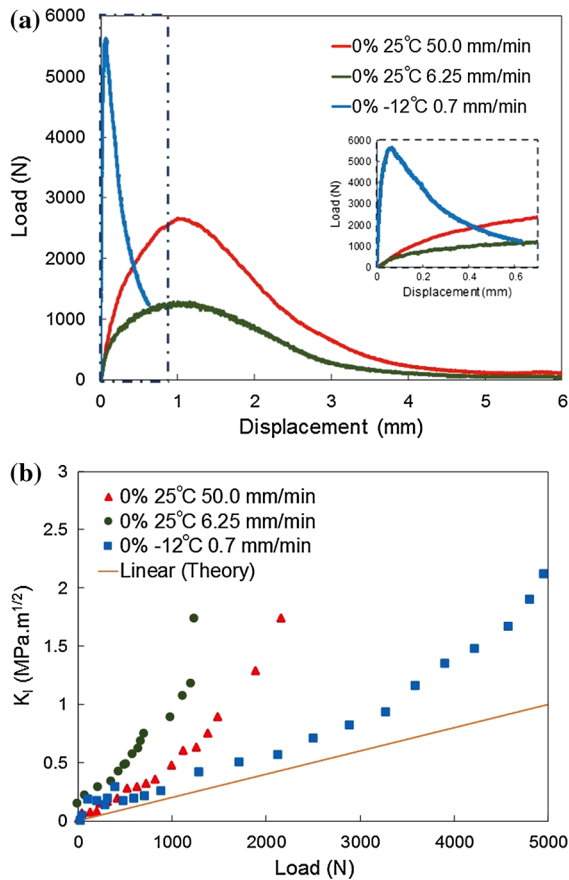 (a)
6000
5000
4000
3000
2000
1000
0
Load (N)
0% 25°C 50.0 mm/min
0% 25°C 6.25 mm/min
0% -12°C 0.7 mm/min
6000
5000
4000
3000
2000
1000
0
Load (N)
0 0.2 0.4 0.6
Displacement (mm)
0 1 2 3 4 5 6
Displacement (mm)
(b)
3
2.5
2
1.5
1
0.5
0
K_I (MPa.m^1/2)
0% 25°C 50.0 mm/min
0% 25°C 6.25 mm/min
0% -12°C 0.7 mm/min
Linear (Theory)
0 1000 2000 3000 4000 5000
Load (N)